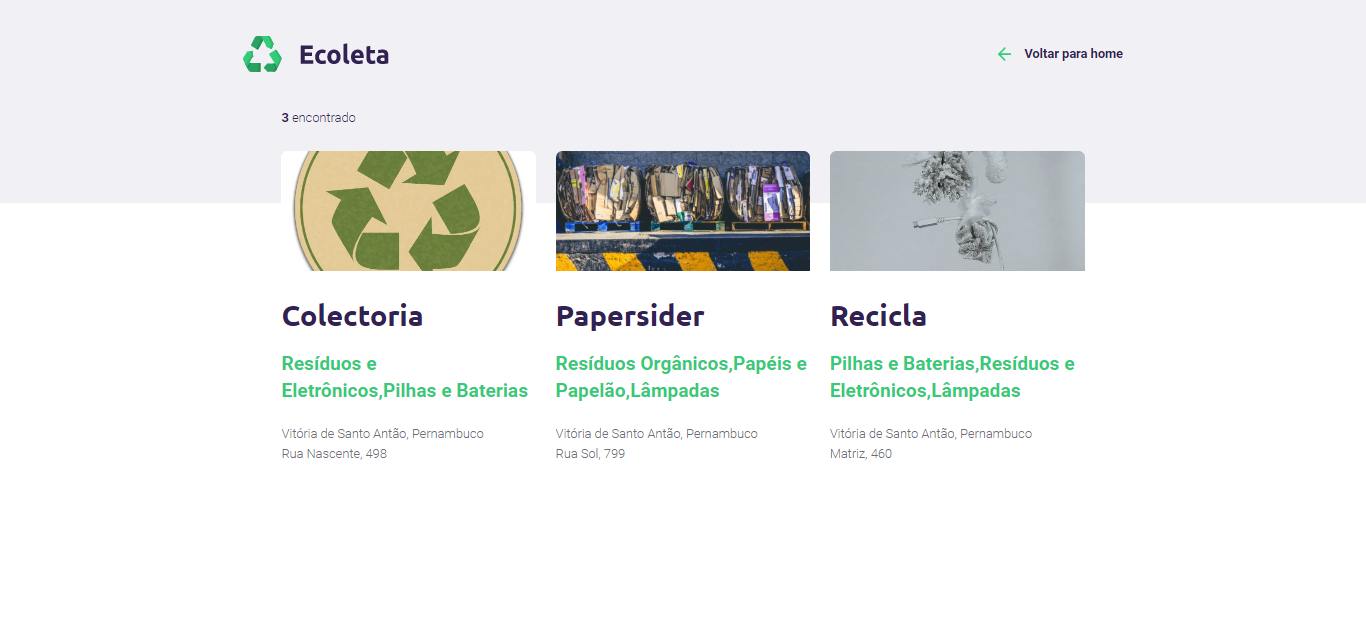 Ecoleta
Voltar para home
3 encontrado
Colectoria
Resíduos e
Eletrônicos,Pilhas e Baterias
Vitória de Santo Antão, Pernambuco
Rua Nascente, 498
Papersider
Resíduos Orgânicos,Papéis e
Papelão,Lâmpadas
Vitória de Santo Antão, Pernambuco
Rua Sol, 799
Recicla
Pilhas e Baterias,Resíduos e
Eletrônicos,Lâmpadas
Vitória de Santo Antão, Pernambuco
Matriz, 460